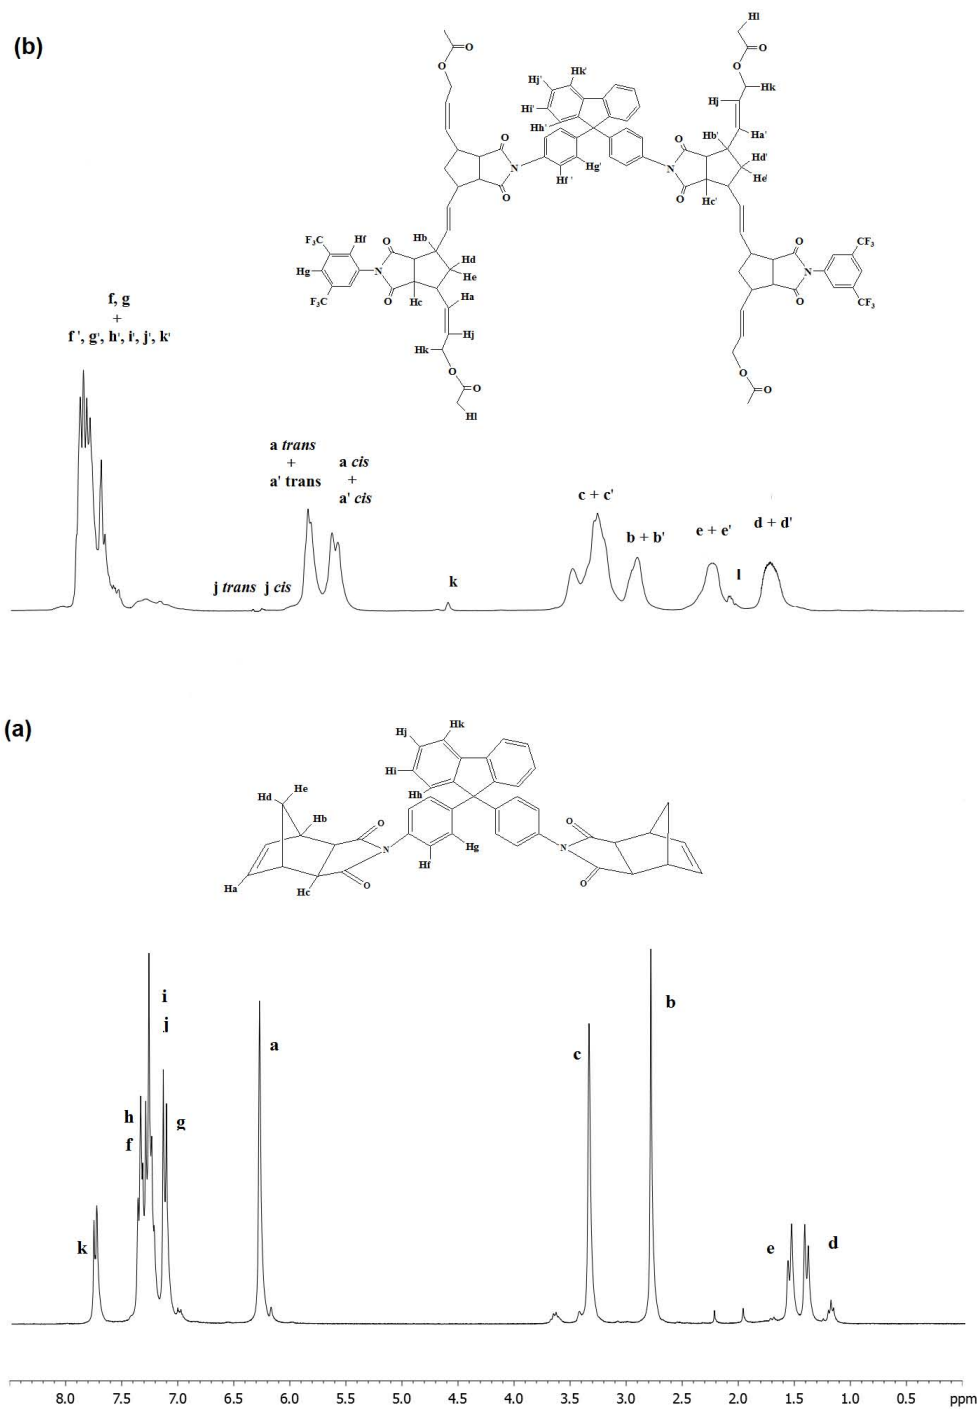 (b)
Hl
O
O
O
O
Hk
Hj'
Hk'
Hj
Hi'
Hh'
Hb'
Ha'
O
O
Hd'
N
N
Hg'
Hf '
He'
O
O
Hc'
F3C
Hf
O
Hb
O
CF3
Hd
Hg
N
He
N
F3C
O
Hc
O
CF3
Ha
Hj
Hk
O
O
O
O
Hl
f, g
+
f ', g', h', i', j', k'
a trans
+
a' trans
a cis
+
a' cis
j trans j cis
k
c + c'
b + b'
e + e'
l
d + d'
(a)
Hk
Hj
Hi
Hh
Hd
He
Hb
O
O
N
Hg
N
Hf
Ha
Hc
O
O
i
j
h
f
g
k
a
c
b
e
d
8.0 7.5 7.0 6.5 6.0 5.5 5.0 4.5 4.0 3.5 3.0 2.5 2.0 1.5 1.0 0.5 ppm